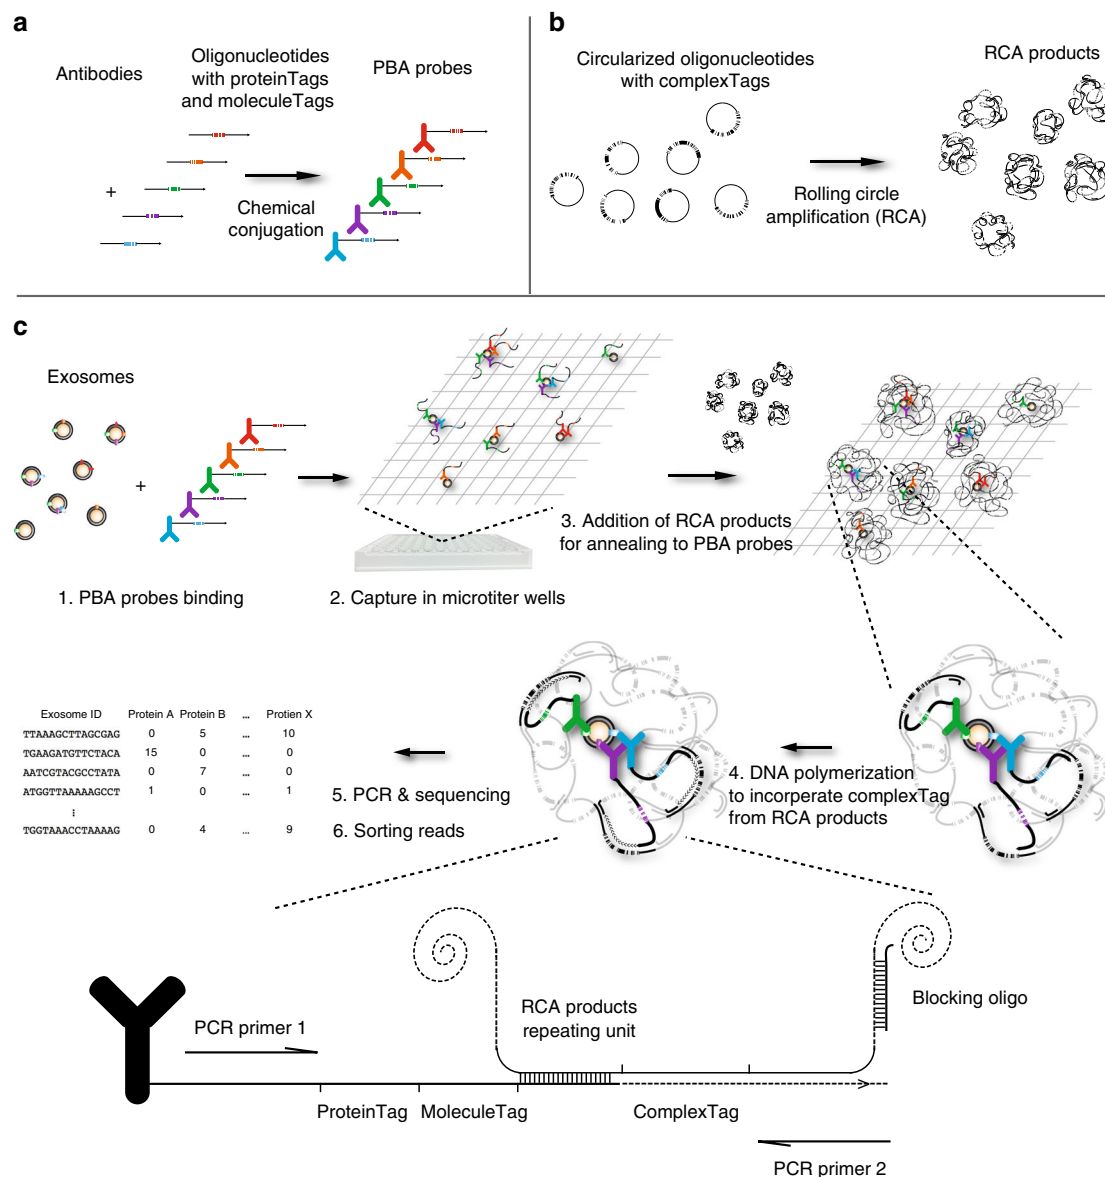 a
Antibodies
Oligonucleotides
with proteinTags
and moleculeTags
PBA probes
+
Chemical
conjugation
b
Circularized oligonucleotides
with complexTags
RCA products
Rolling circle
amplification (RCA)
c
Exosomes
+
1. PBA probes binding
2. Capture in microtiter wells
3. Addition of RCA products
for annealing to PBA probes
4. DNA polymerization
to incorperate complexTag
from RCA products
5. PCR & sequencing
6. Sorting reads
Exosome ID Protein A Protein B ... Protien X
TTAAAGCTTAGCGAG 0 5 ... 10
TGAAGATGTTCTACA 15 0 ... 0
AATCGTACGCCTATA 0 7 ... 0
ATGGTTAAAAAGCCT 1 0 ... 1
⋮
TGGTAAACCTAAAAG 0 4 ... 9
PCR primer 1
RCA products
repeating unit
Blocking oligo
ProteinTag MoleculeTag ComplexTag
PCR primer 2